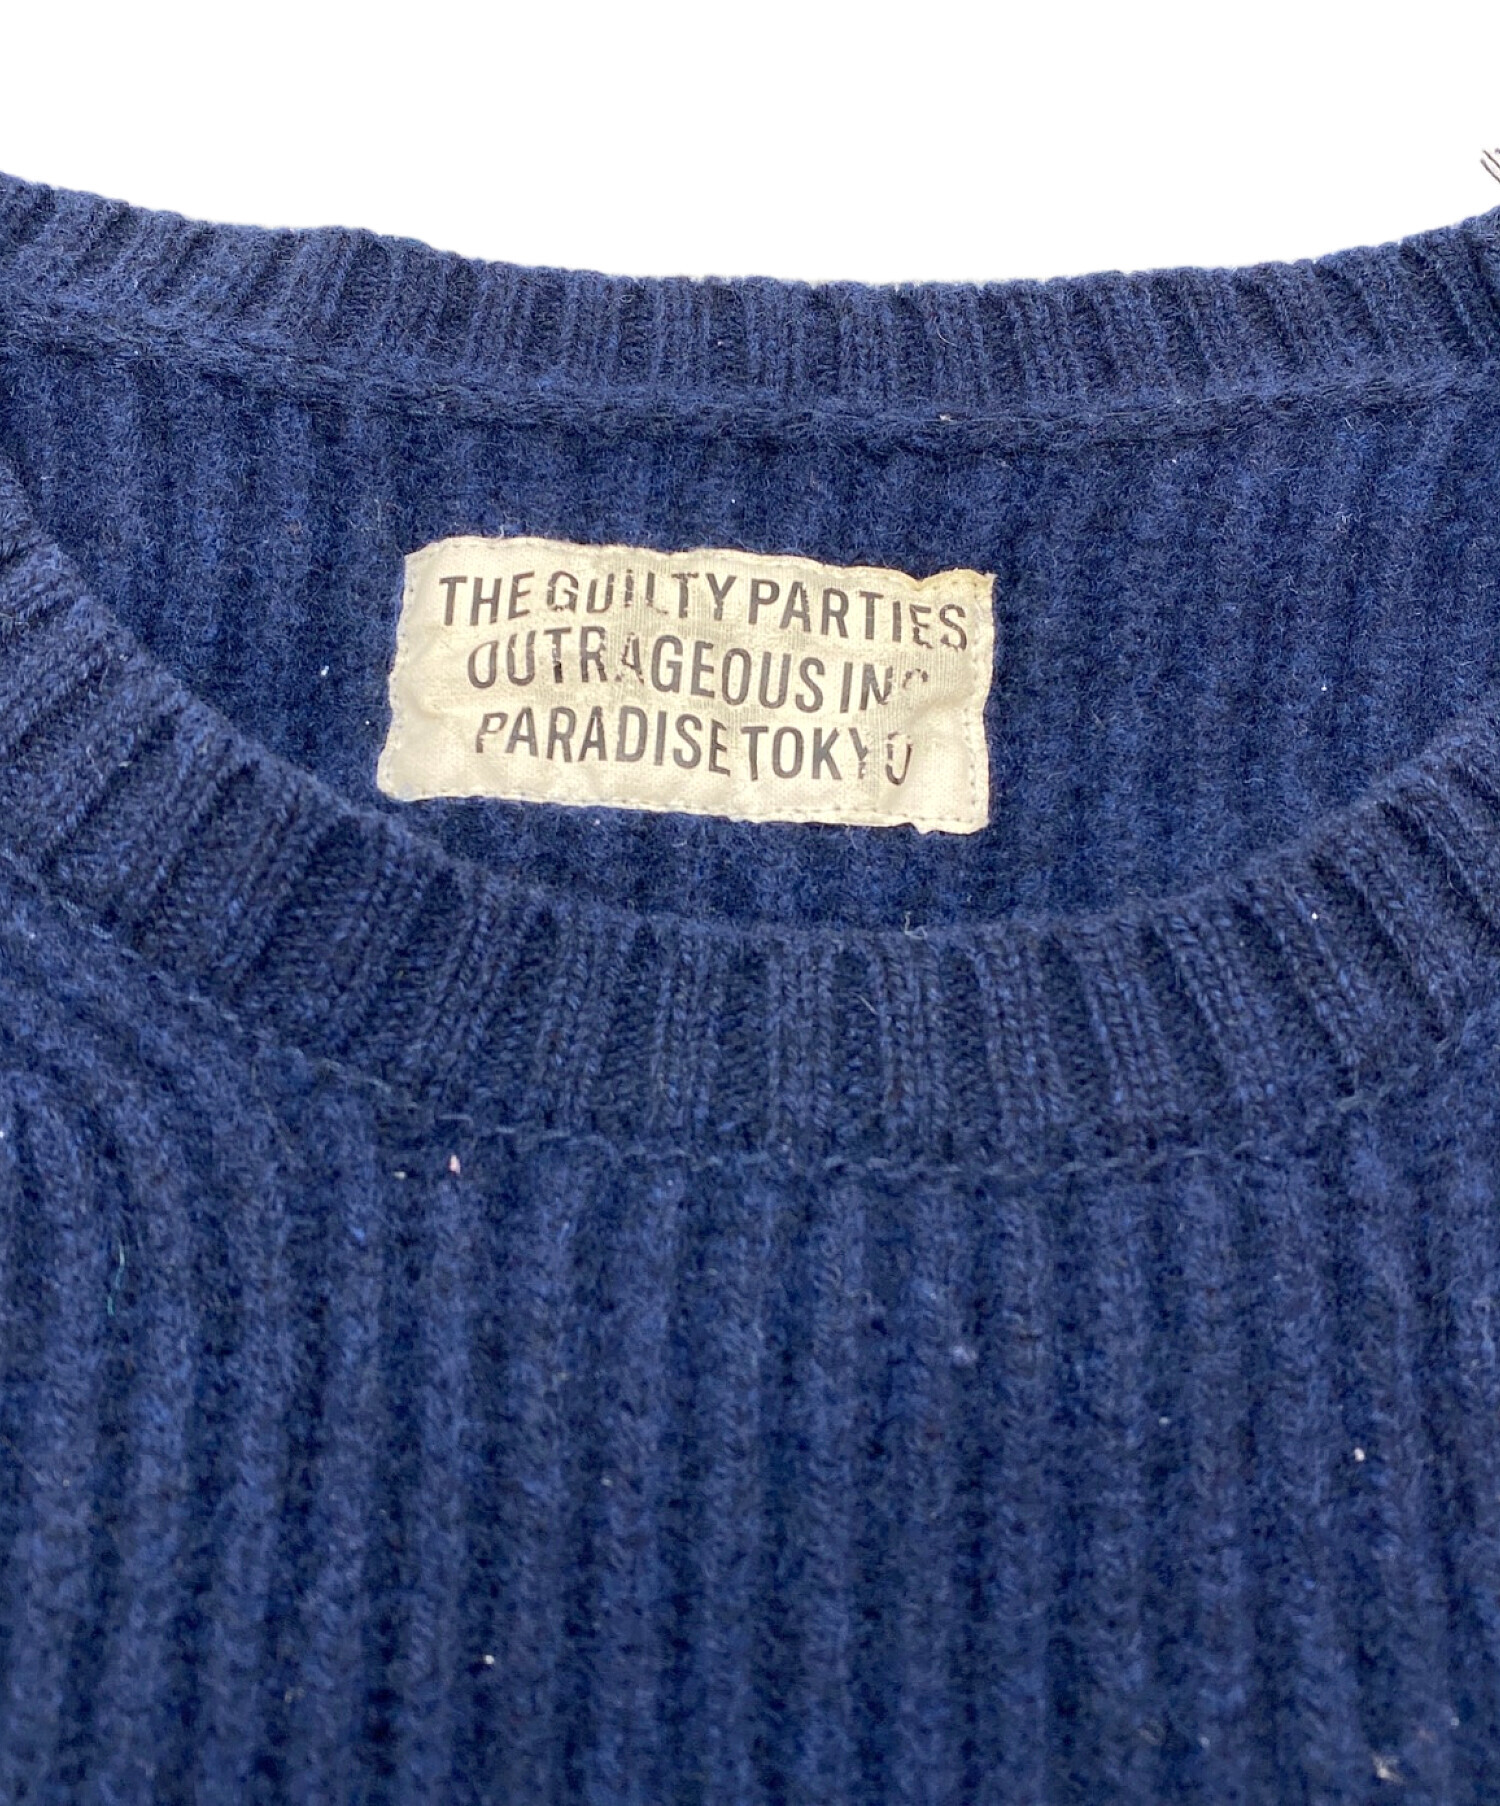 THE GUILTY PARTIES
OUTRAGEOUS INC
PARADISE TOKYO